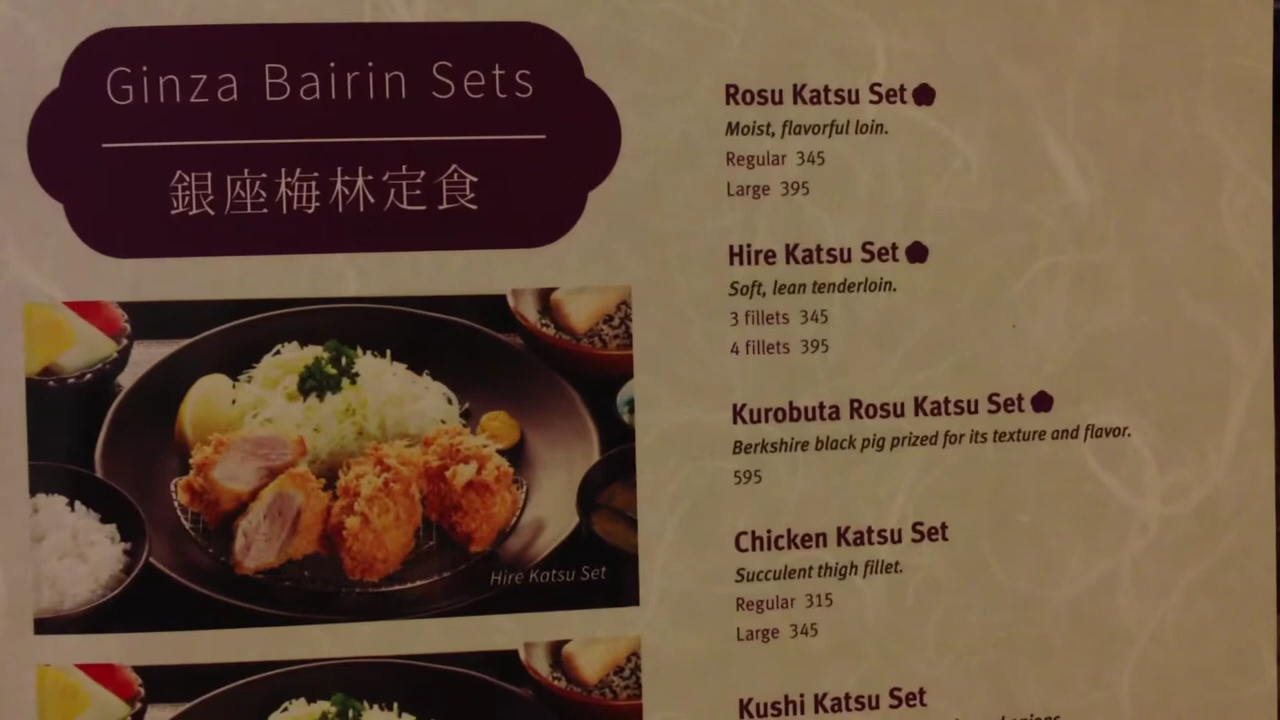 Ginza Bairin Sets
銀座梅林定食
Hire Katsu Set
Rosu Katsu Set
Moist, flavorful loin.
Regular 345
Large 395
Hire Katsu Set
Soft, lean tenderloin.
3 fillets 345
4 fillets 395
Kurobuta Rosu Katsu Set
Berkshire black pig prized for its texture and flavor.
595
Chicken Katsu Set
Succulent thigh fillet.
Regular 315
Large 345
Kushi Katsu Set